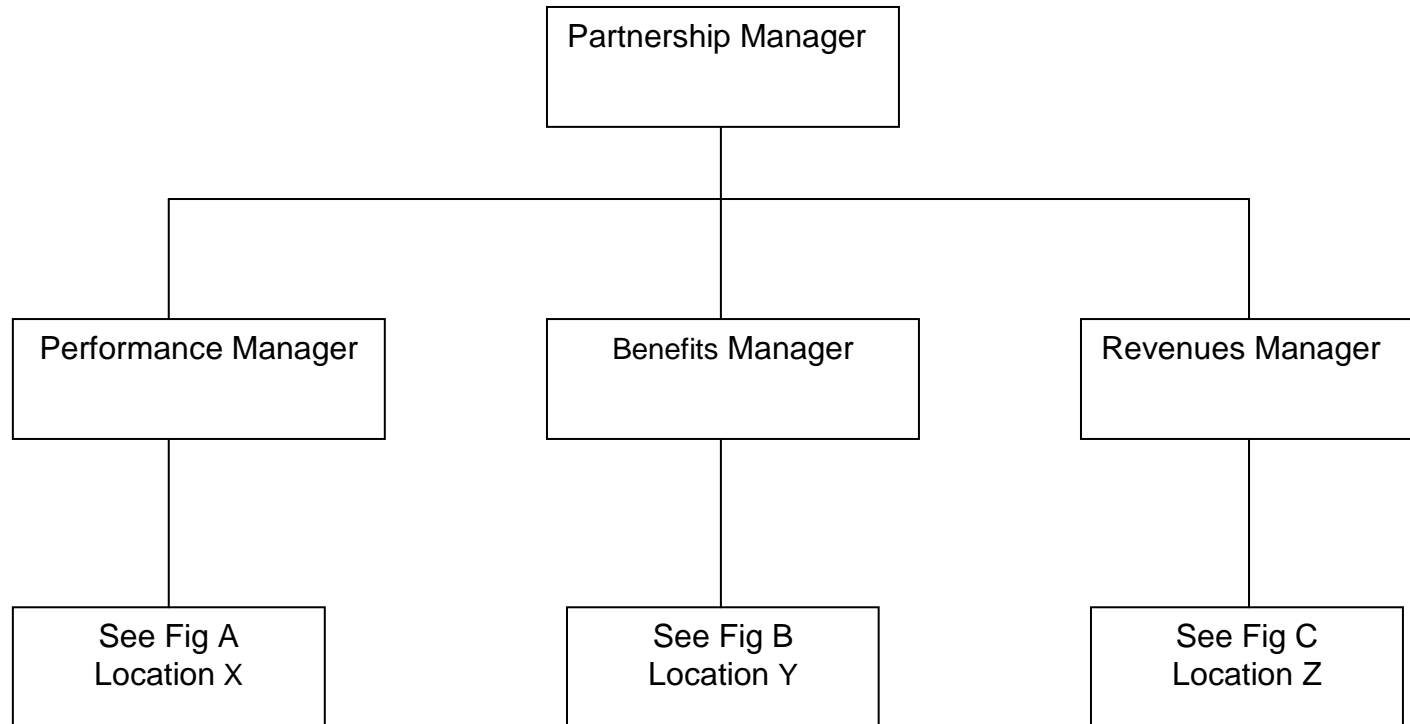 Partnership Manager
Performance Manager
Benefits Manager
Revenues Manager
See Fig A
Location X
See Fig B
Location Y
See Fig C
Location Z